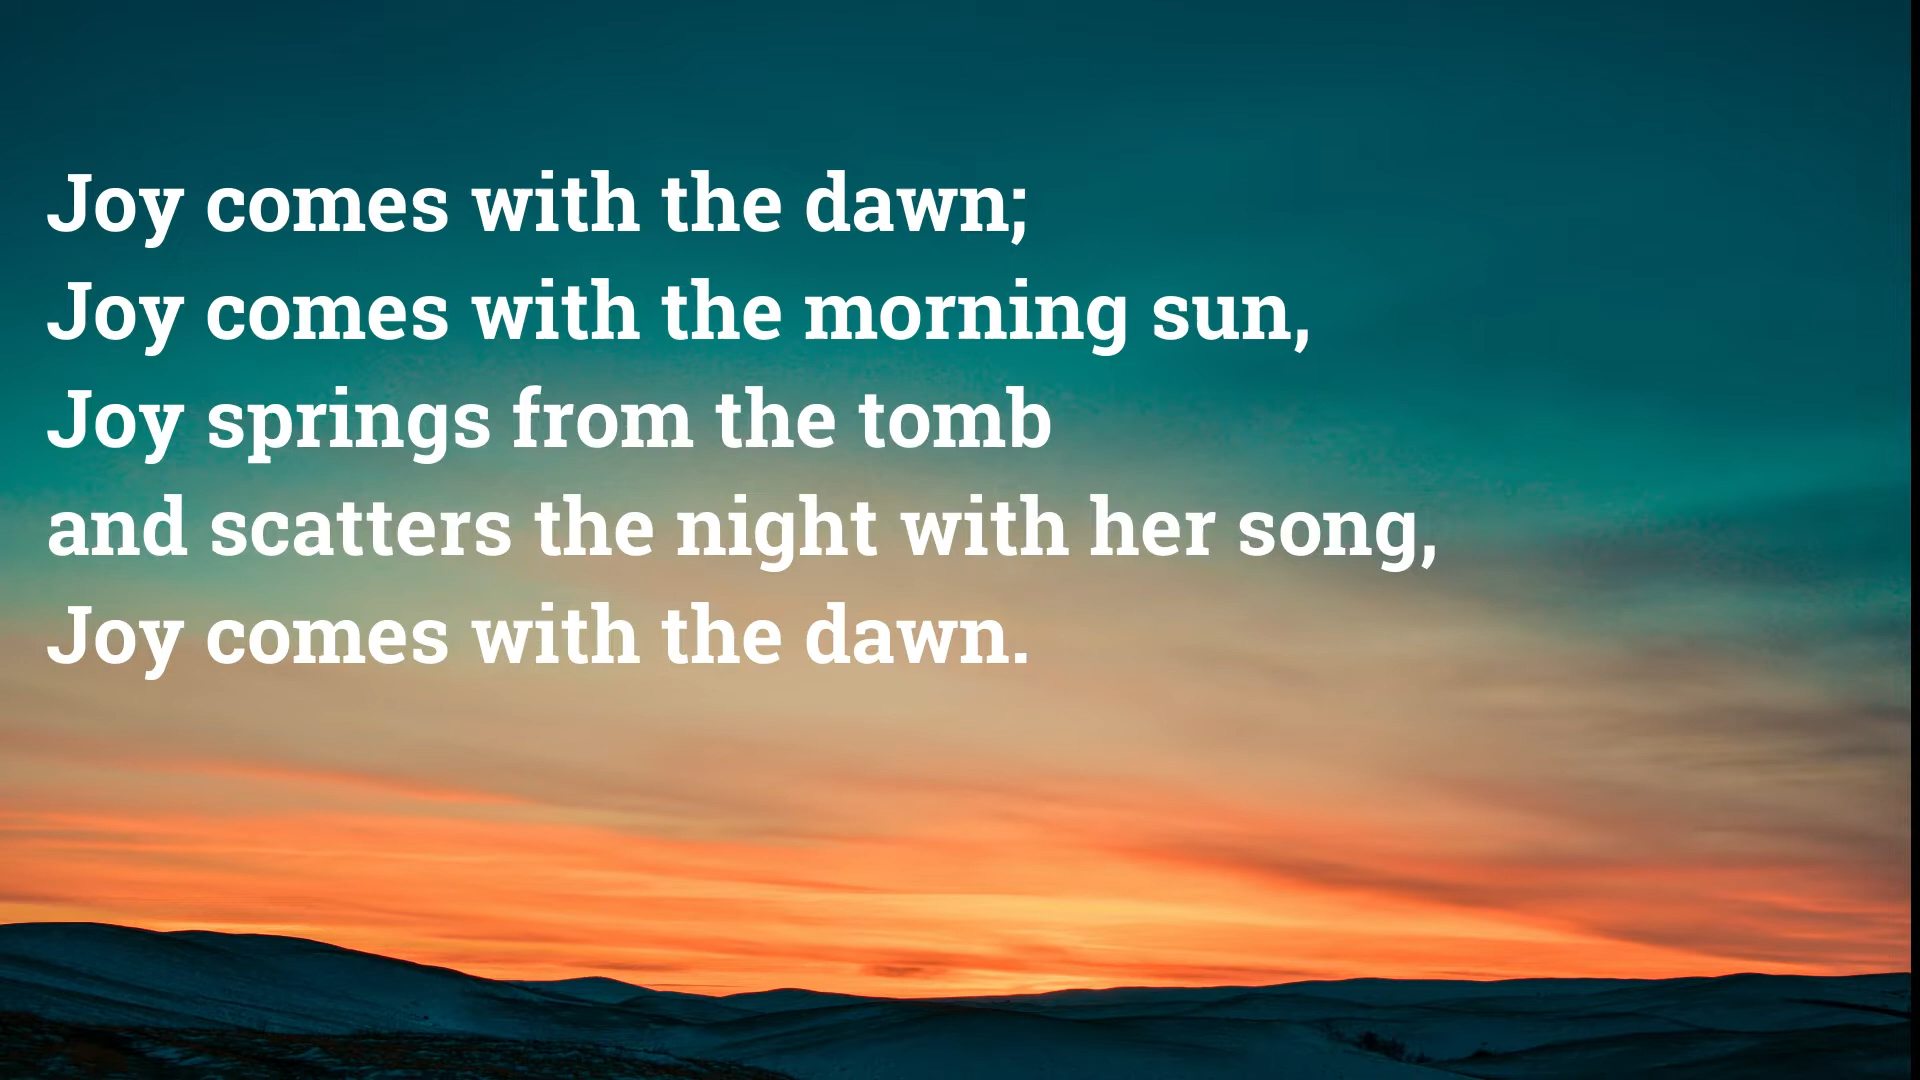 Joy comes with the dawn;
Joy comes with the morning sun,
Joy springs from the tomb
and scatters the night with her song,
Joy comes with the dawn.